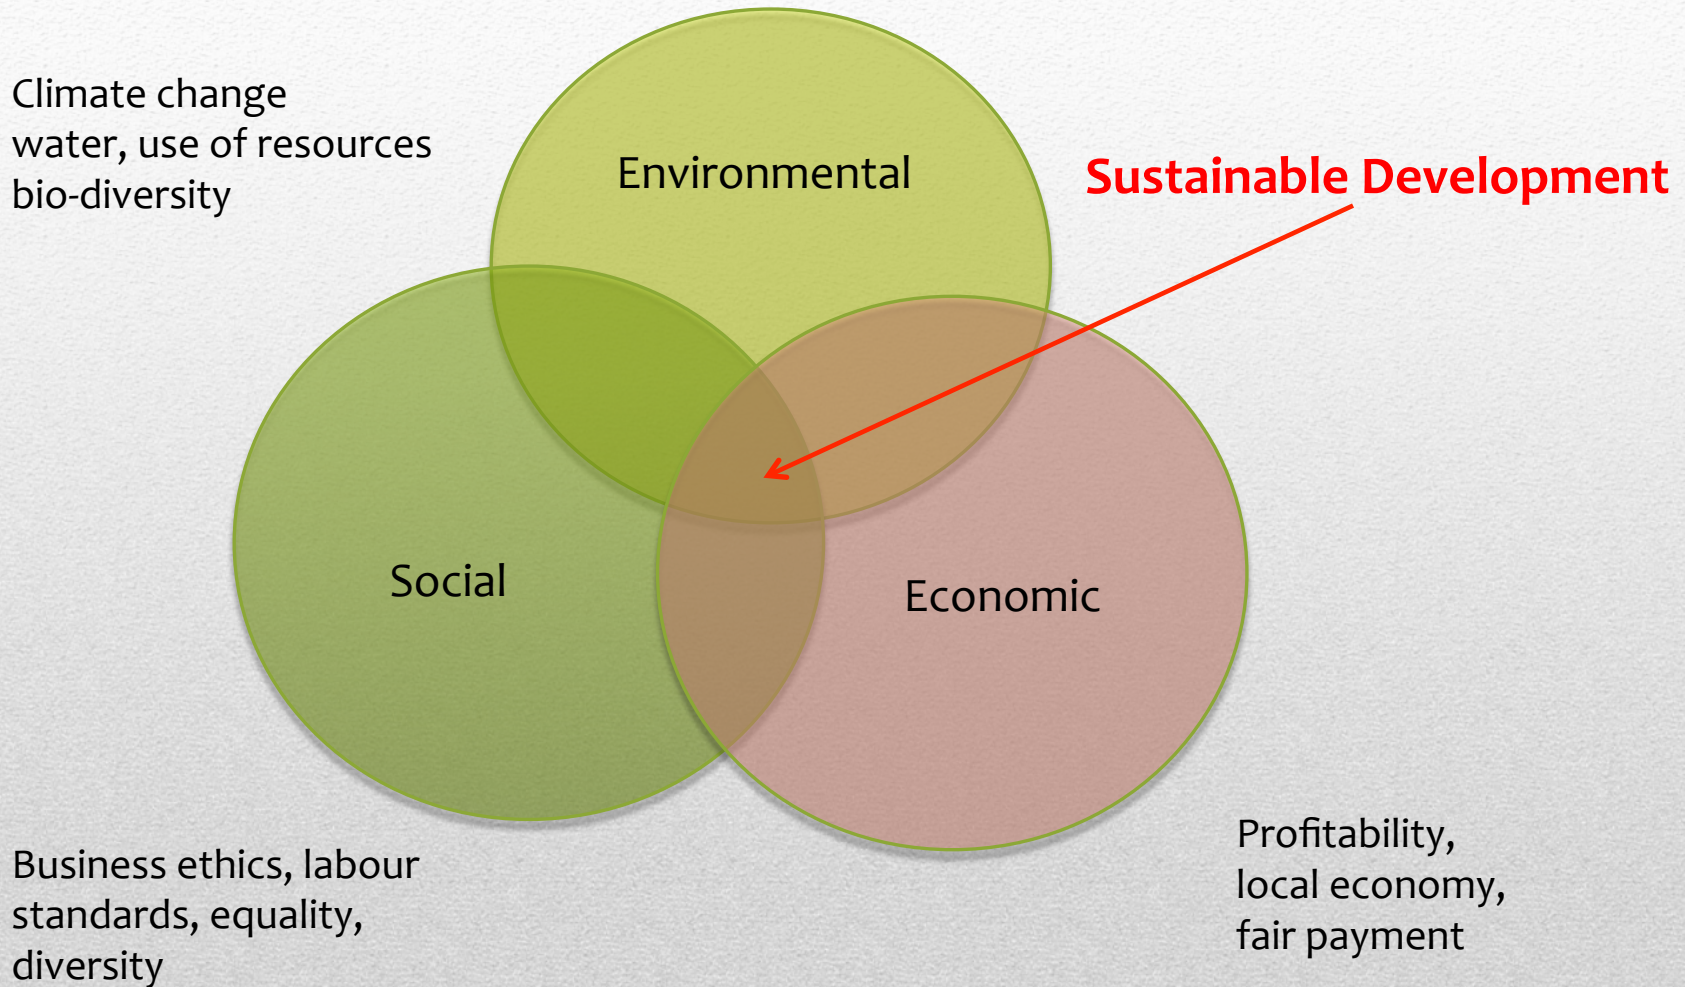 Climate change
water, use of resources
bio-diversity
Environmental
Sustainable Development
Social
Economic
Business ethics, labour
standards, equality,
diversity
Profitability,
local economy,
fair payment